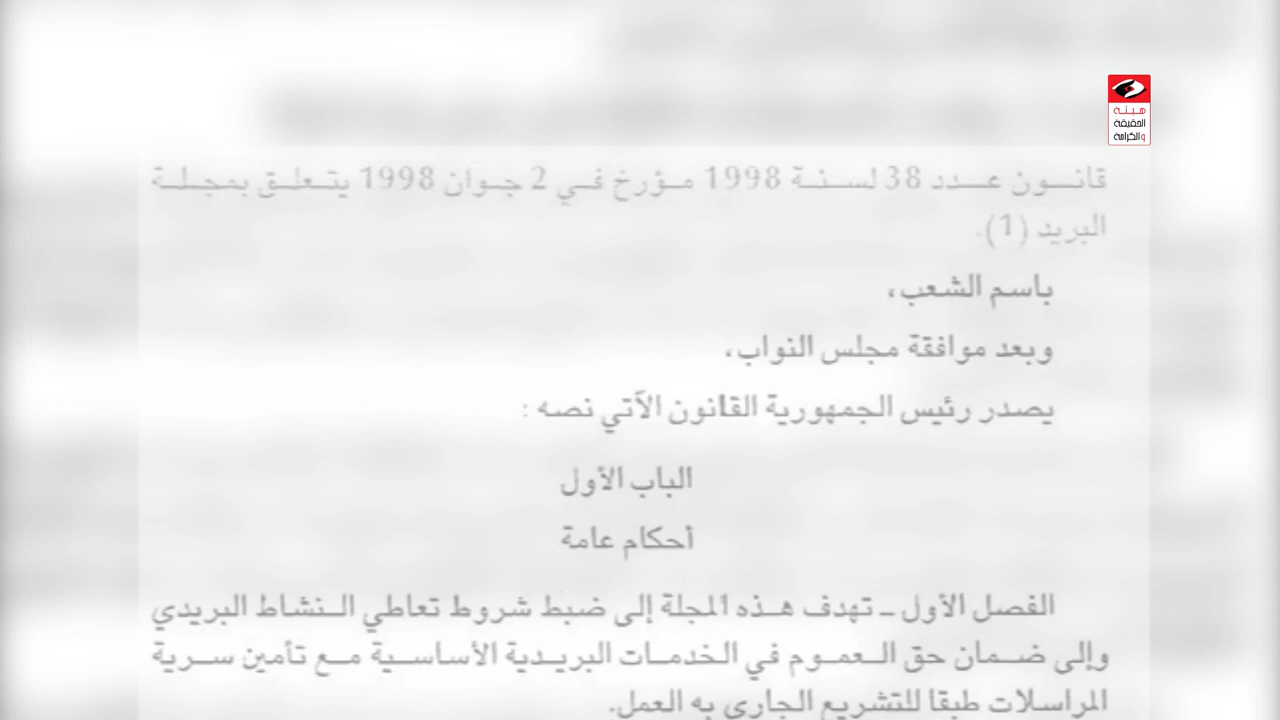 هيئة
الحقيقة
والكرامة
قانون عدد 38 لسنة 1998 مؤرخ في 2 جوان 1998 يتعلق بمجلة
البريد (1).
باسم الشعب،
وبعد موافقة مجلس النواب،
يصدر رئيس الجمهورية القانون الآتي نصه :
الباب الأول
أحكام عامة
الفصل الأول ـ تهدف هذه المجلة إلى ضبط شروط تعاطي النشاط البريدي
وإلى ضمان حق العموم في الخدمات البريدية الأساسية مع تأمين سرية
المراسلات طبقا للتشريع الجاري به العمل.